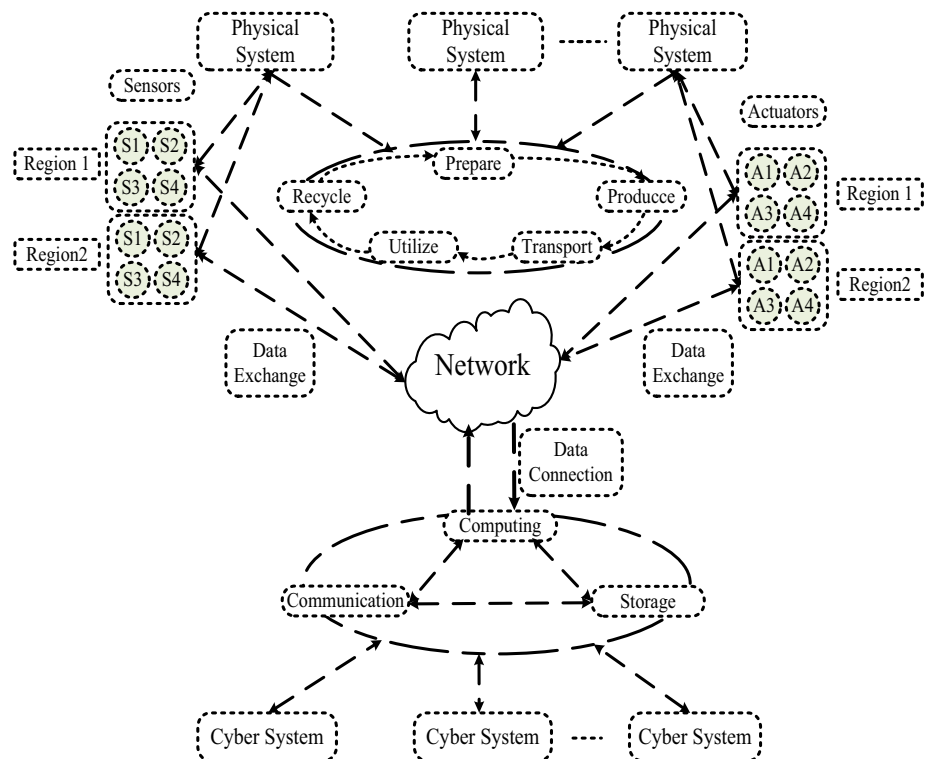 Physical
System
Physical
System
Physical
System
Sensors
Actuators
Region 1
S1 S2
S3 S4
Region2
S1 S2
S3 S4
Prepare
Recycle
Producce
Utilize
Transport
A1 A2
A3 A4
Region 1
A1 A2
A3 A4
Region2
Data
Exchange
Network
Data
Exchange
Data
Connection
Computing
Communication
Storage
Cyber System
Cyber System
Cyber System